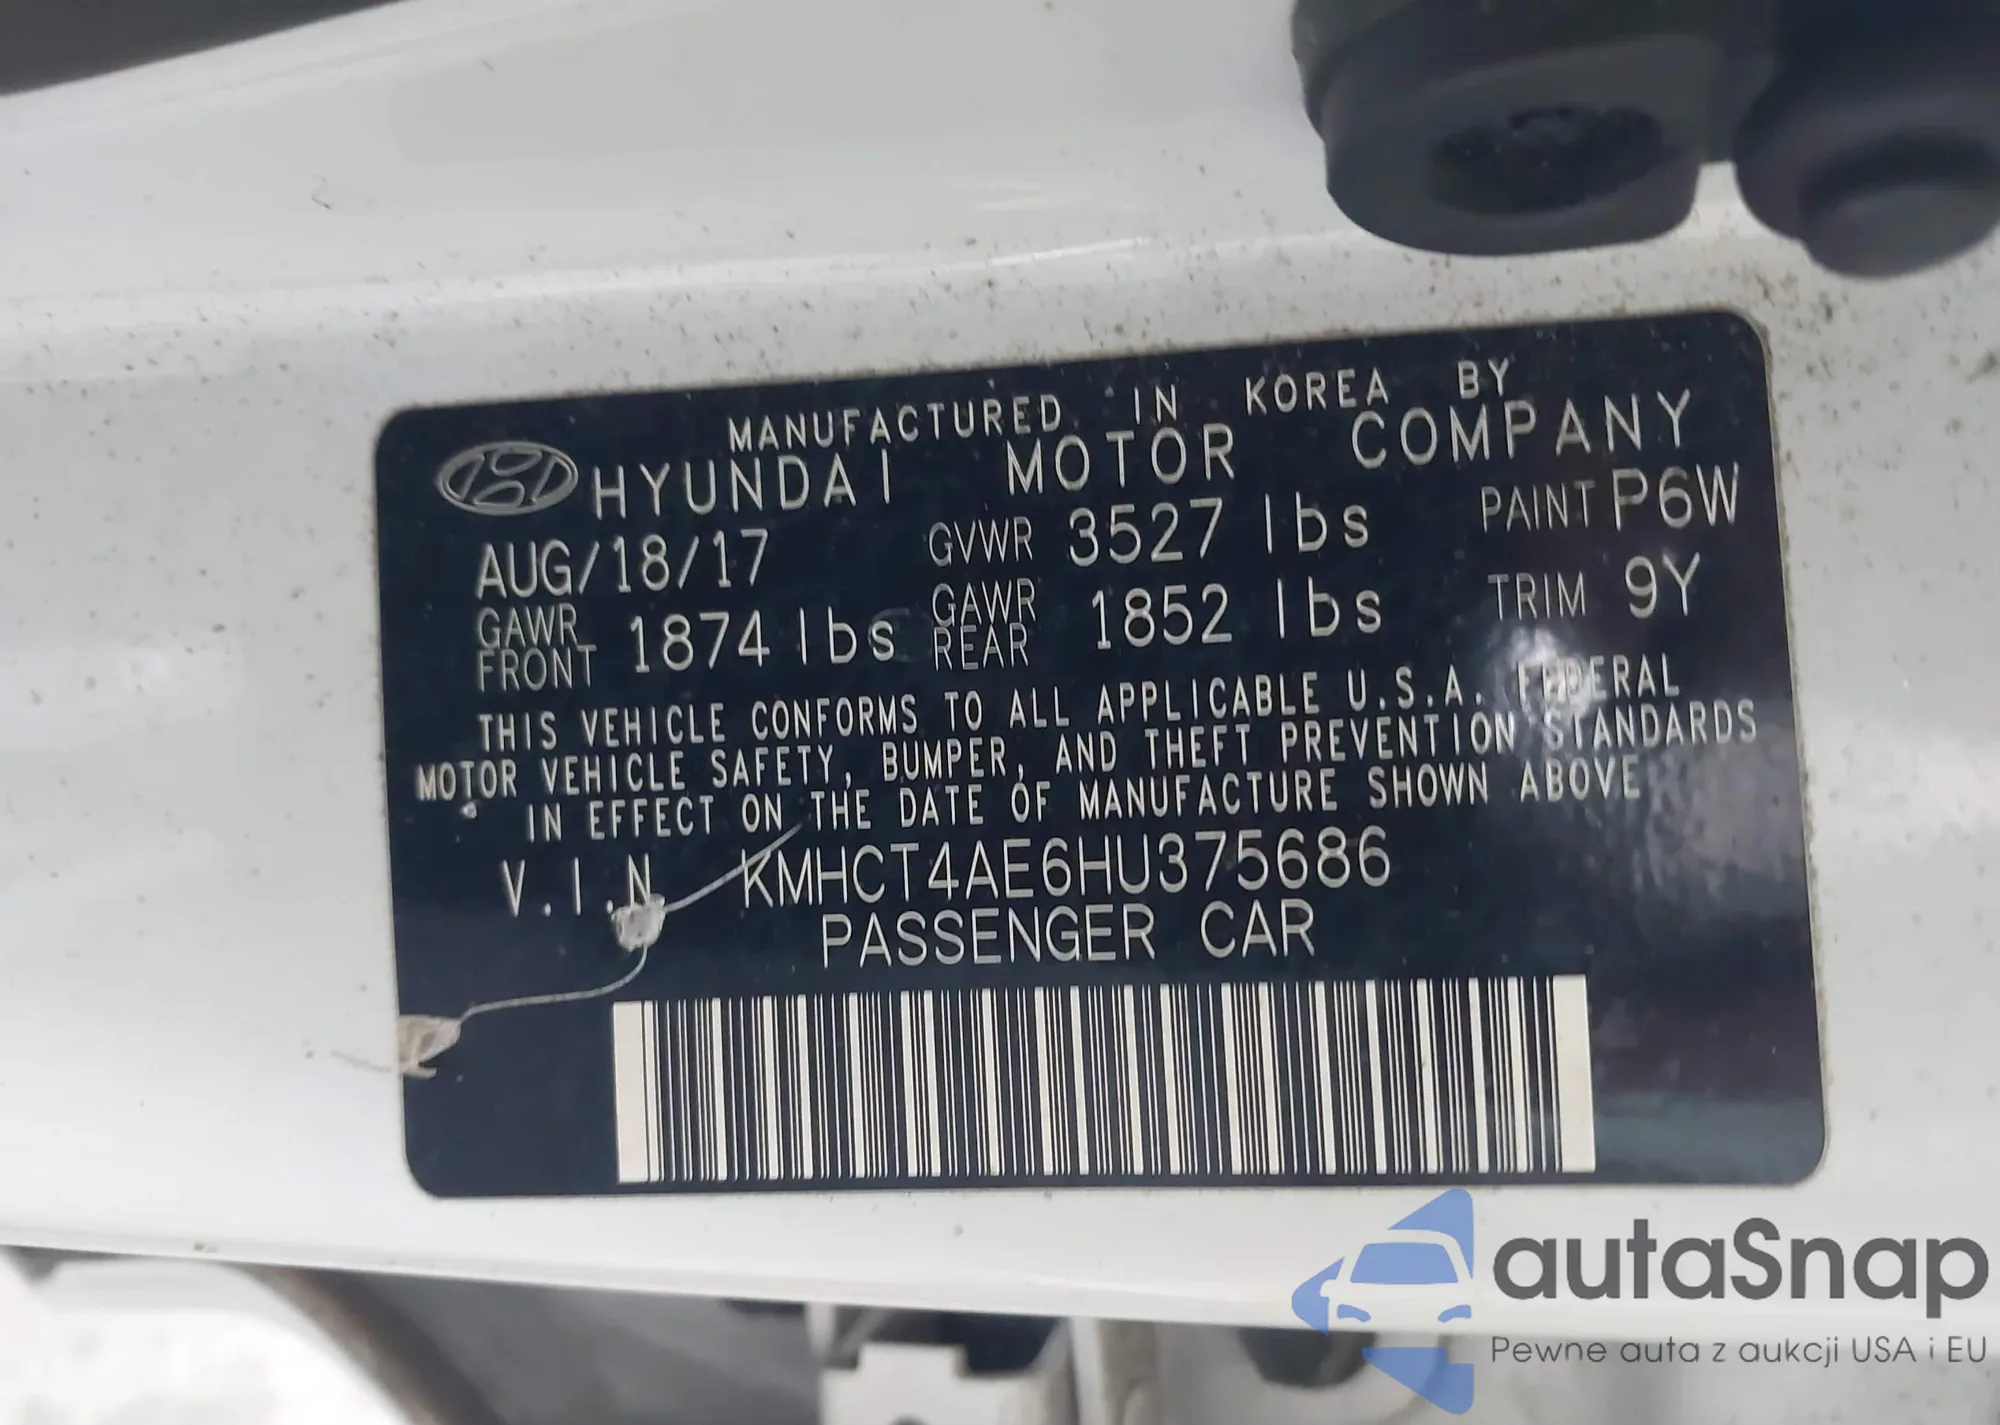 MANUFACTURED IN KOREA BY
HYUNDAI MOTOR COMPANY
AUG/18/17 GVWR 3527 lbs PAINT P6W
GAWR FRONT 1874 lbs GAWR REAR 1852 lbs TRIM 9Y
THIS VEHICLE CONFORMS TO ALL APPLICABLE U.S.A. FEDERAL
MOTOR VEHICLE SAFETY, BUMPER, AND THEFT PREVENTION STANDARDS
IN EFFECT ON THE DATE OF MANUFACTURE SHOWN ABOVE
V.I.N KMHCT4AE6HU375686
PASSENGER CAR
autaSnap
Pewne auta z aukcji USA i EU